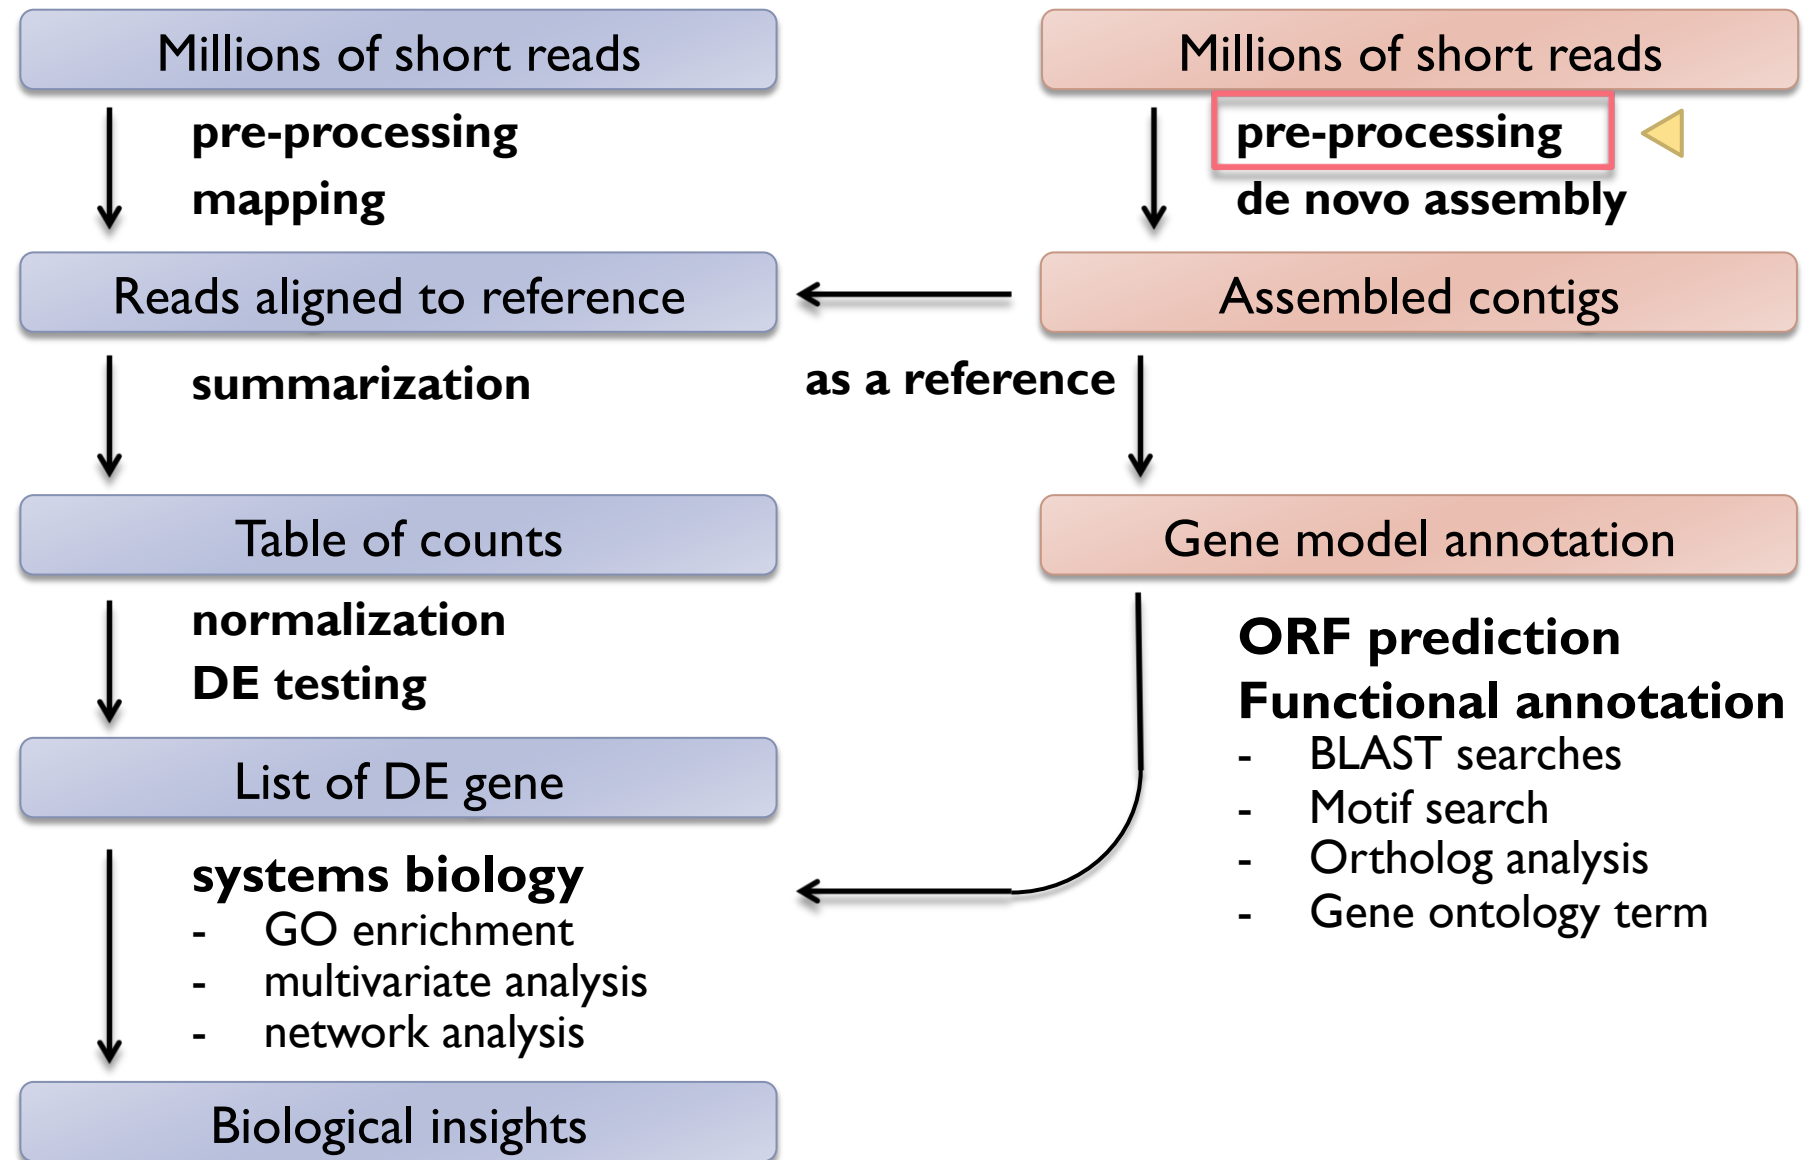 Millions of short reads
pre-processing
mapping
Reads aligned to reference
summarization
Table of counts
normalization
DE testing
List of DE gene
systems biology
- GO enrichment
- multivariate analysis
- network analysis
Biological insights
Millions of short reads
pre-processing
de novo assembly
Assembled contigs
as a reference
Gene model annotation
ORF prediction
Functional annotation
- BLAST searches
- Motif search
- Ortholog analysis
- Gene ontology term